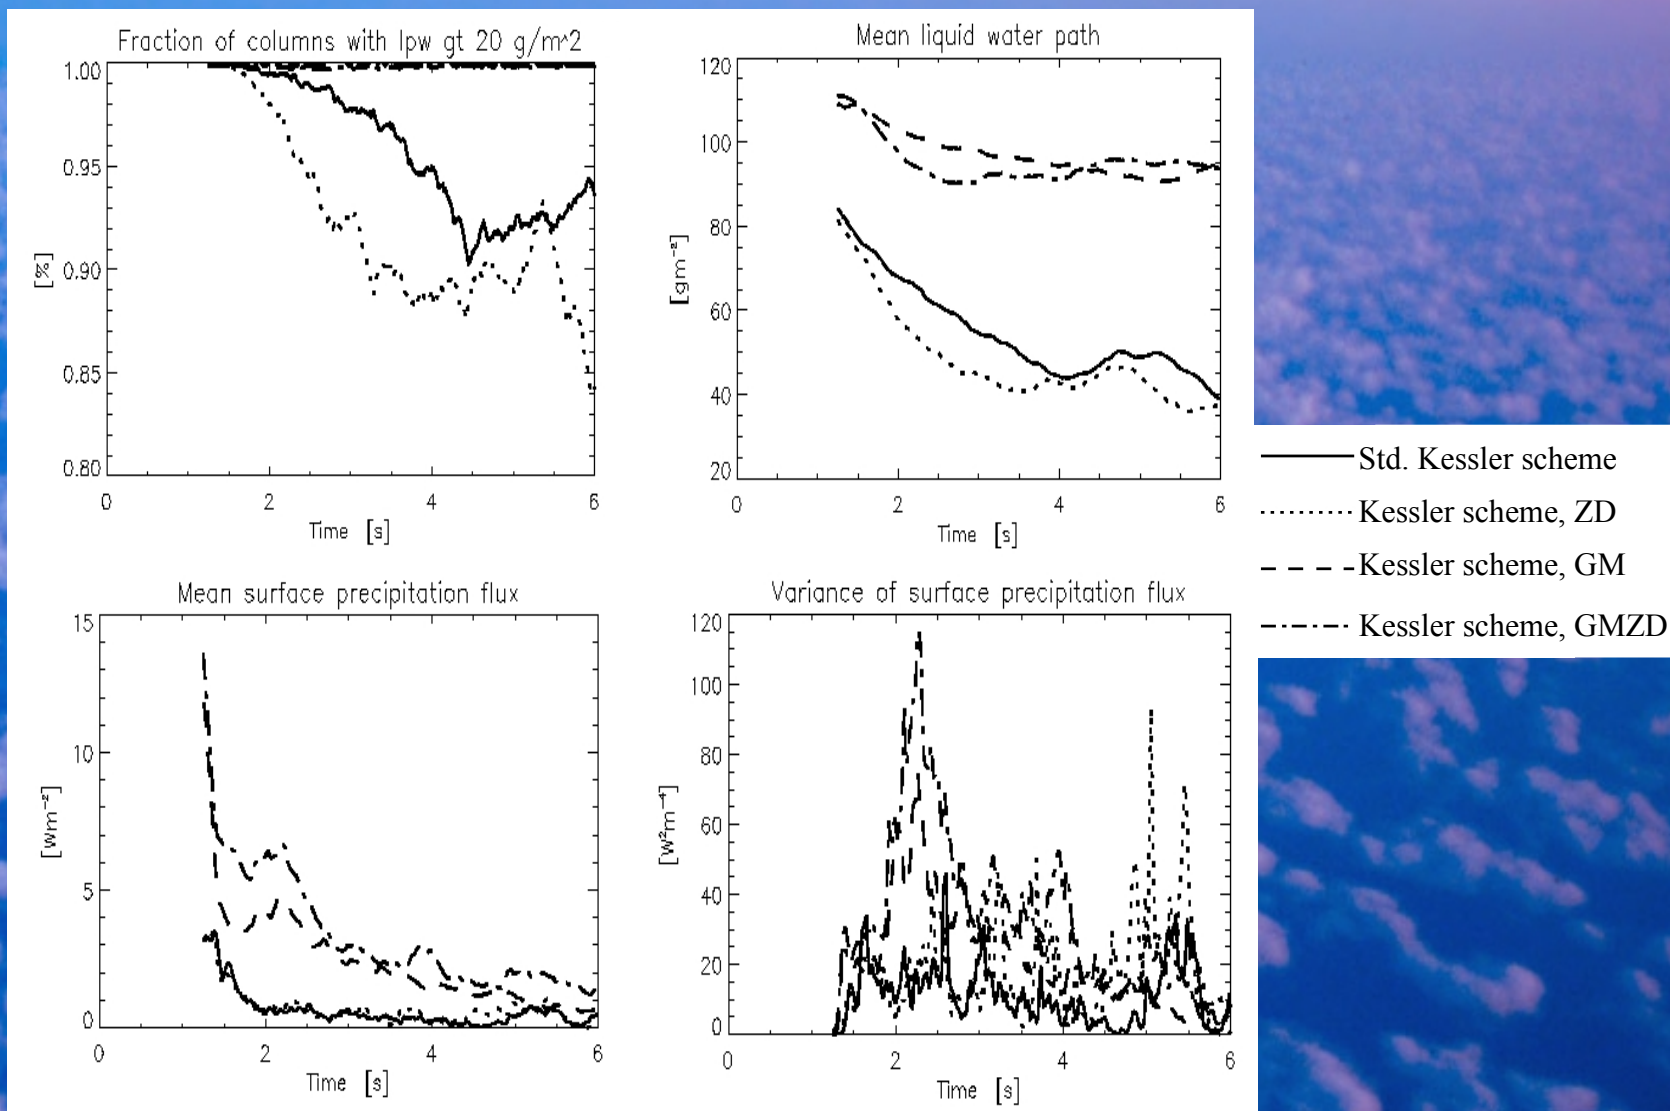 Fraction of columns with lpw gt 20 g/m^2
1.00
0.95
0.90
0.85
0.80
[%]
0 2 4 6
Time [s]
Mean liquid water path
120
100
80
60
40
20
[gm⁻²]
0 2 4 6
Time [s]
Std. Kessler scheme
Kessler scheme, ZD
Kessler scheme, GM
Kessler scheme, GMZD
Mean surface precipitation flux
15
10
5
0
[Wm⁻²]
0 2 4 6
Time [s]
Variance of surface precipitation flux
120
100
80
60
40
20
0
[W²m⁻⁴]
0 2 4 6
Time [s]